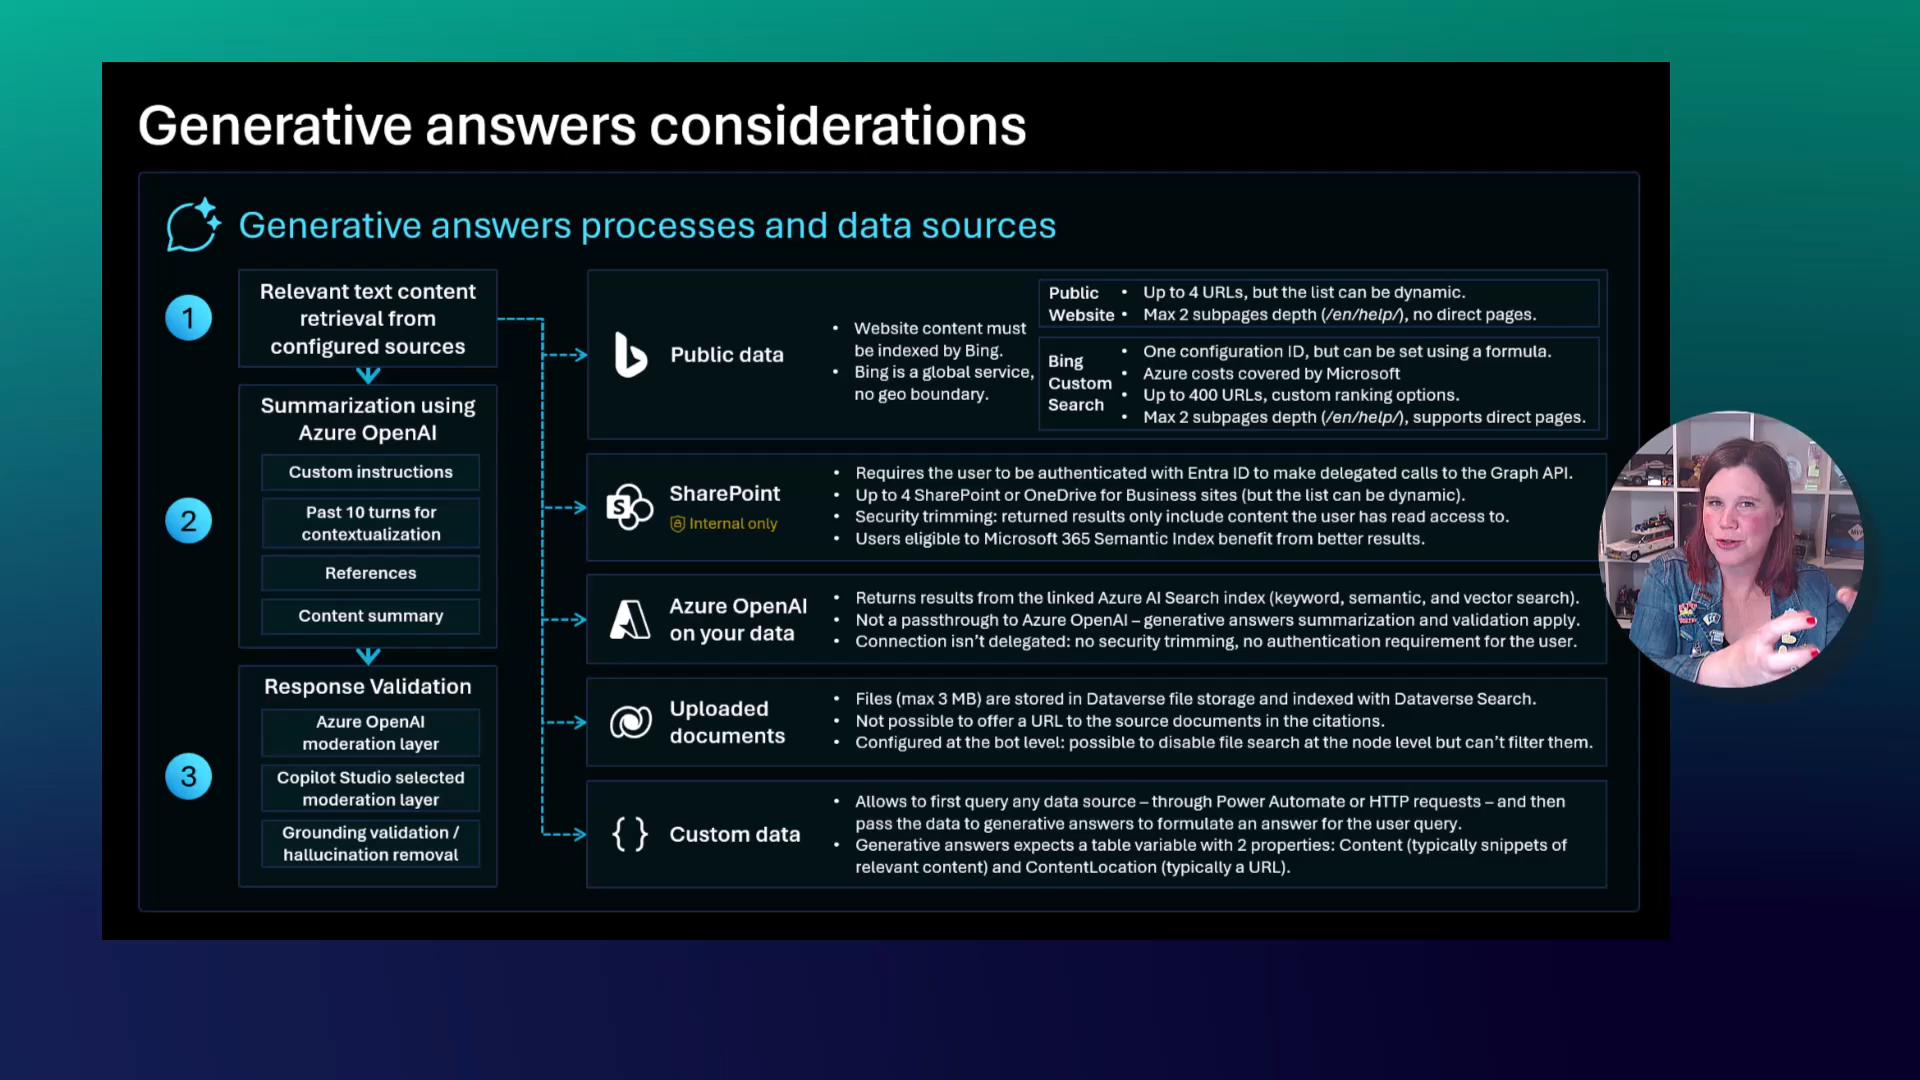 Generative answers considerations
Generative answers processes and data sources
1
Relevant text content
retrieval from
configured sources
2
Summarization using
Azure OpenAI
Custom instructions
Past 10 turns for
contextualization
References
Content summary
3
Response Validation
Azure OpenAI
moderation layer
Copilot Studio selected
moderation layer
Grounding validation /
hallucination removal
Public data
• Website content must
be indexed by Bing.
• Bing is a global service,
no geo boundary.
Public
Website
• Up to 4 URLs, but the list can be dynamic.
• Max 2 subpages depth (/en/help/), no direct pages.
Bing
Custom
Search
• One configuration ID, but can be set using a formula.
• Azure costs covered by Microsoft
• Up to 400 URLs, custom ranking options.
• Max 2 subpages depth (/en/help/), supports direct pages.
S
SharePoint
Internal only
• Requires the user to be authenticated with Entra ID to make delegated calls to the Graph API.
• Up to 4 SharePoint or OneDrive for Business sites (but the list can be dynamic).
• Security trimming: returned results only include content the user has read access to.
• Users eligible to Microsoft 365 Semantic Index benefit from better results.
Azure OpenAI
on your data
• Returns results from the linked Azure AI Search index (keyword, semantic, and vector search).
• Not a passthrough to Azure OpenAI – generative answers summarization and validation apply.
• Connection isn't delegated: no security trimming, no authentication requirement for the user.
Uploaded
documents
• Files (max 3 MB) are stored in Dataverse file storage and indexed with Dataverse Search.
• Not possible to offer a URL to the source documents in the citations.
• Configured at the bot level: possible to disable file search at the node level but can't filter them.
{ }
Custom data
• Allows to first query any data source – through Power Automate or HTTP requests – and then
pass the data to generative answers to formulate an answer for the user query.
• Generative answers expects a table variable with 2 properties: Content (typically snippets of
relevant content) and ContentLocation (typically a URL).